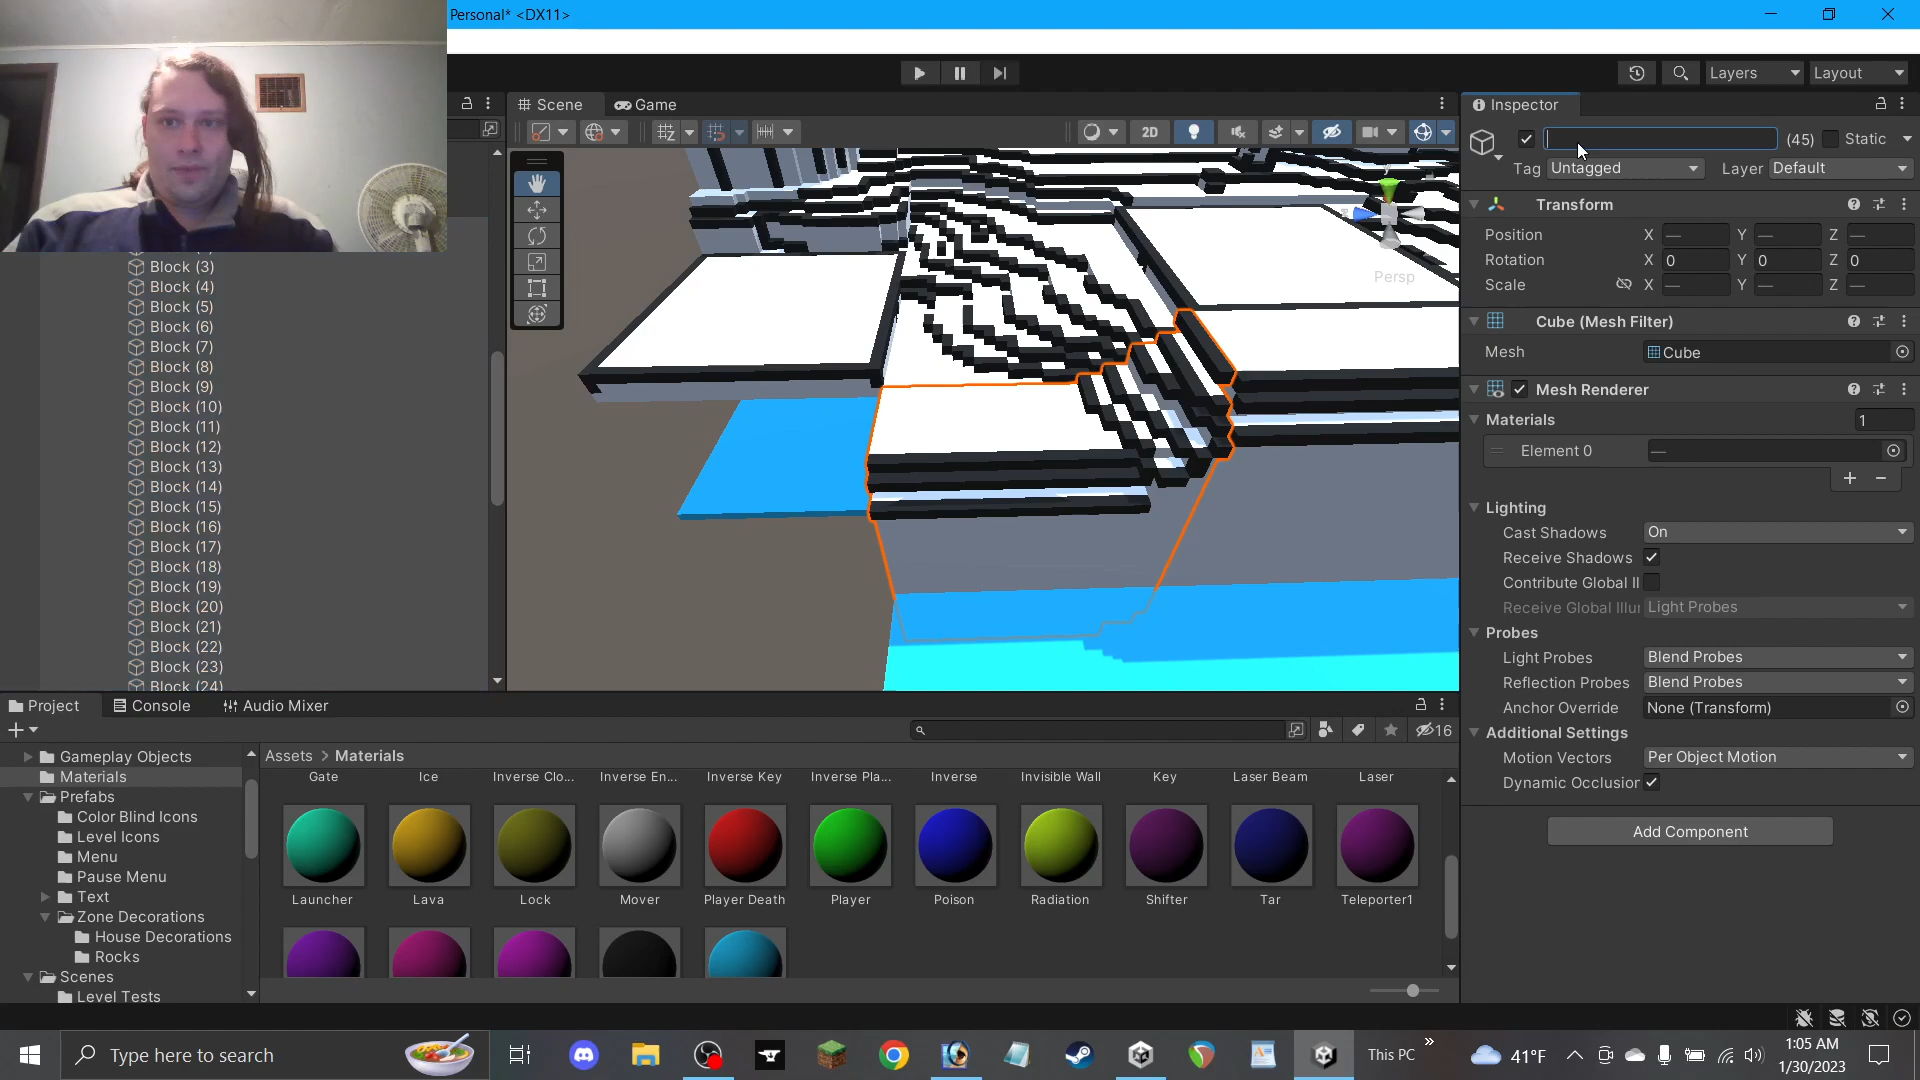 Personal* <DX11>
Layers
Layout
Scene
Game
Inspector
2D
(45)
Static
Tag
Untagged
Layer
Default
Transform
Position
X
—
Y
—
Z
—
Rotation
X
0
Y
0
Z
0
Scale
X
—
Y
—
Z
—
Persp
Cube (Mesh Filter)
Mesh
Cube
Mesh Renderer
Materials
1
Element 0
—
Lighting
Cast Shadows
On
Receive Shadows
Contribute Global Il
Receive Global Illur
Light Probes
Probes
Light Probes
Blend Probes
Reflection Probes
Blend Probes
Anchor Override
None (Transform)
Additional Settings
Motion Vectors
Per Object Motion
Dynamic Occlusior
Add Component
Block (3)
Block (4)
Block (5)
Block (6)
Block (7)
Block (8)
Block (9)
Block (10)
Block (11)
Block (12)
Block (13)
Block (14)
Block (15)
Block (16)
Block (17)
Block (18)
Block (19)
Block (20)
Block (21)
Block (22)
Block (23)
Block (24)
Project
Console
Audio Mixer
16
Gameplay Objects
Materials
Prefabs
Color Blind Icons
Level Icons
Menu
Pause Menu
Text
Zone Decorations
House Decorations
Rocks
Scenes
Level Tests
Assets > Materials
Gate
Ice
Inverse Clo...
Inverse En...
Inverse Key
Inverse Pla...
Inverse
Invisible Wall
Key
Laser Beam
Laser
Launcher
Lava
Lock
Mover
Player Death
Player
Poison
Radiation
Shifter
Tar
Teleporter1
Type here to search
This PC
»
41°F
1:05 AM
1/30/2023